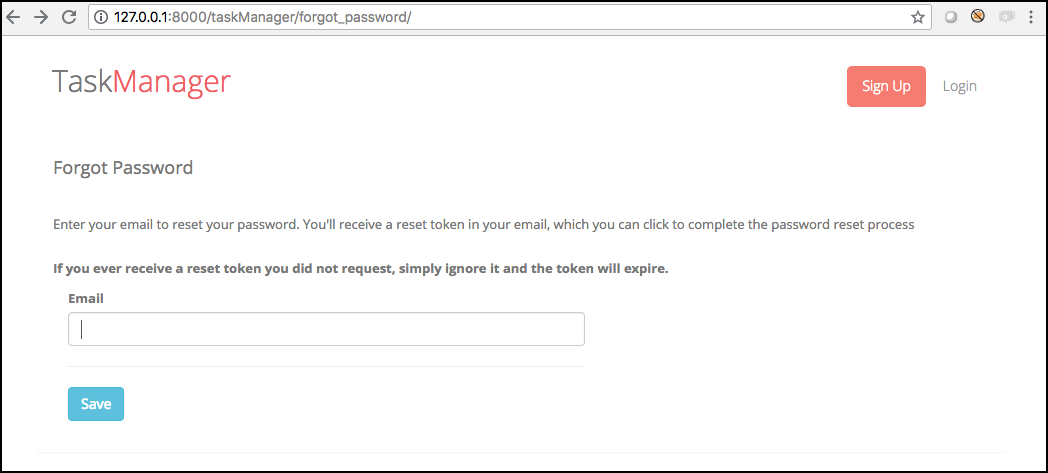 127.0.0.1:8000/taskManager/forgot_password/
TaskManager
Sign Up
Login
Forgot Password
Enter your email to reset your password. You'll receive a reset token in your email, which you can click to complete the password reset process
If you ever receive a reset token you did not request, simply ignore it and the token will expire.
Email
Save